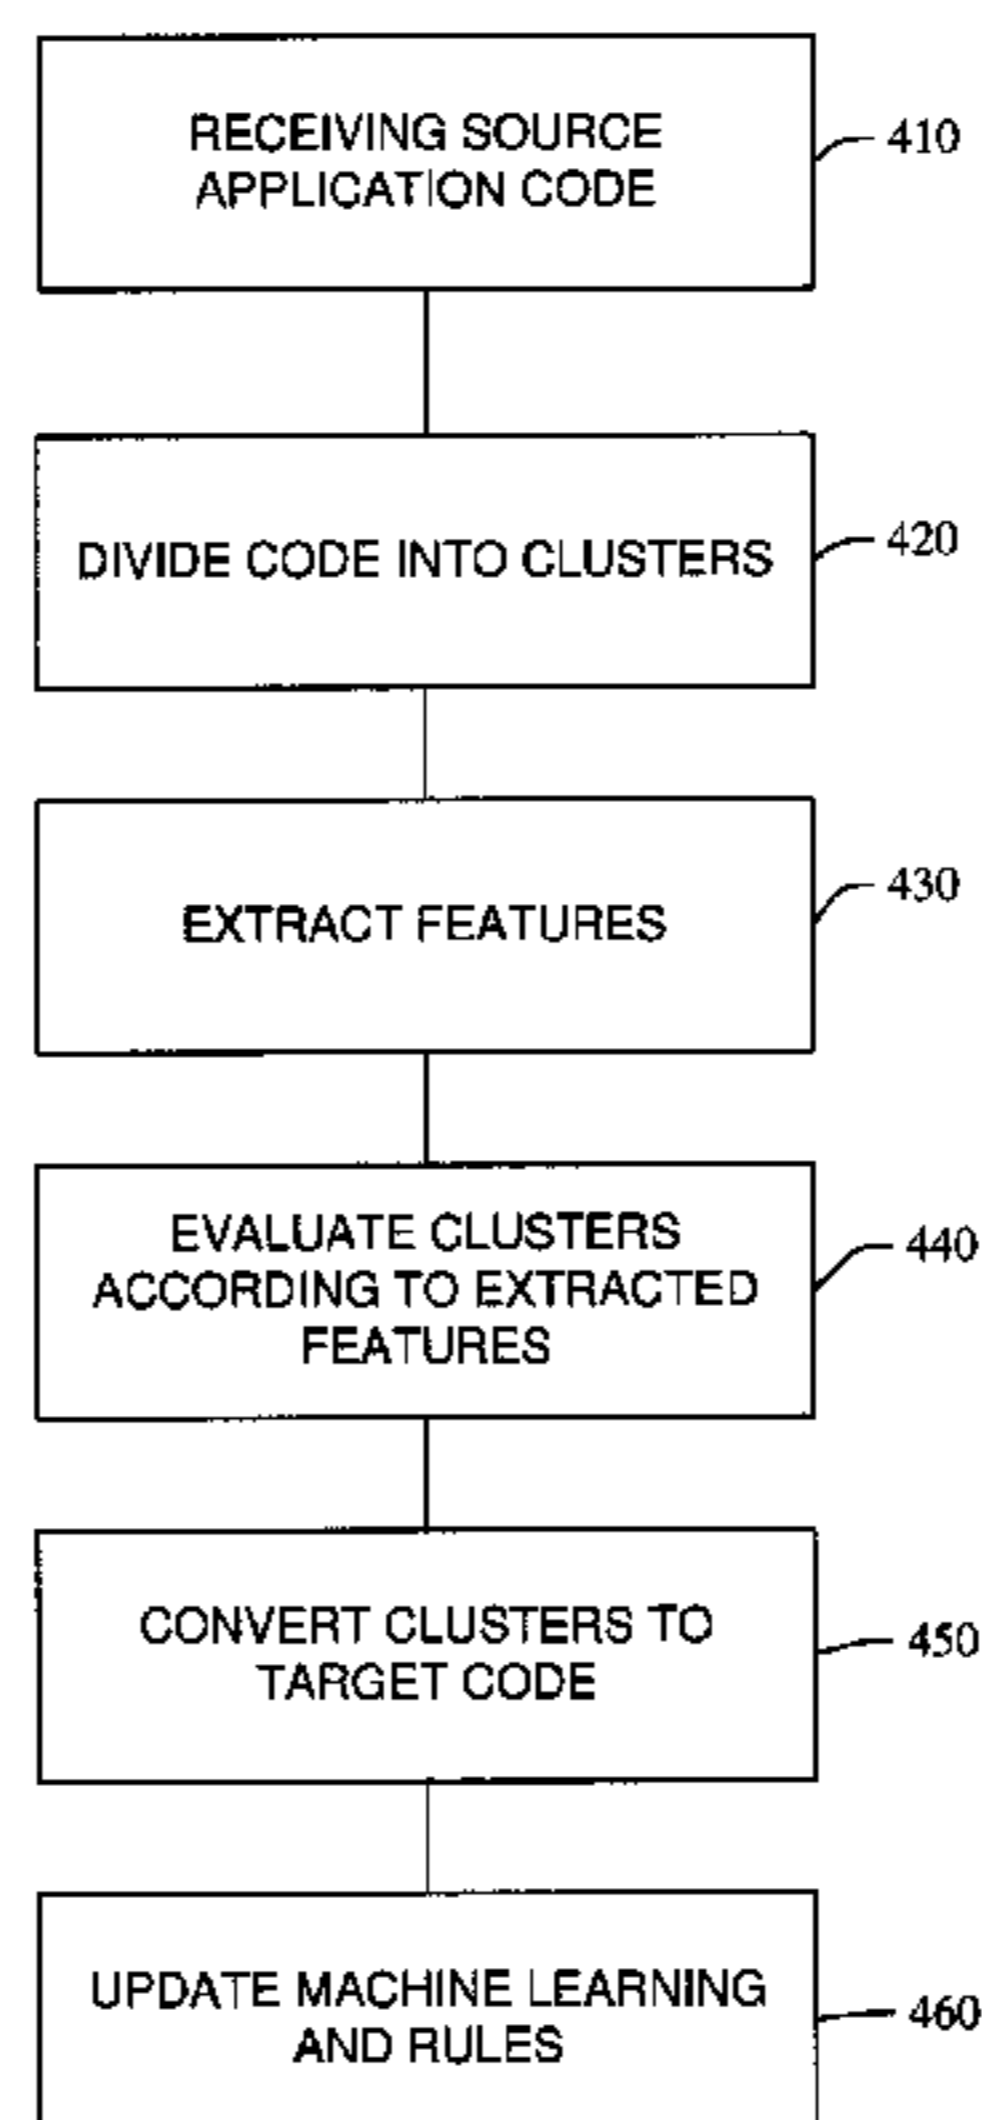 RECEIVING SOURCE
APPLICATION CODE
410
DIVIDE CODE INTO CLUSTERS
420
EXTRACT FEATURES
430
EVALUATE CLUSTERS
ACCORDING TO EXTRACTED
FEATURES
440
CONVERT CLUSTERS TO
TARGET CODE
450
UPDATE MACHINE LEARNING
AND RULES
460